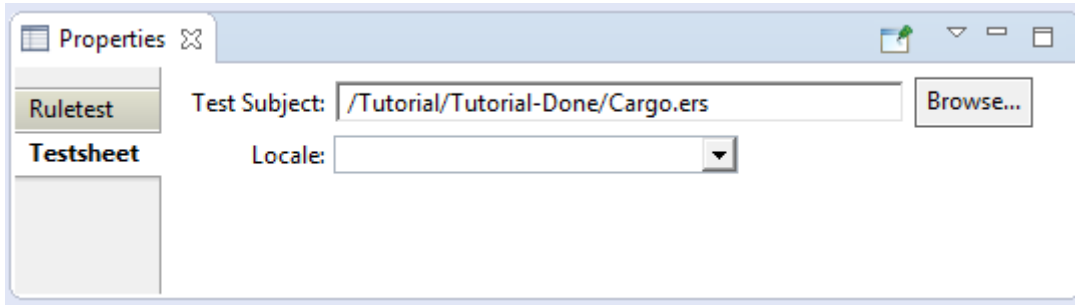 Properties
Ruletest
Test Subject: /Tutorial/Tutorial-Done/Cargo.ers Browse...
Testsheet
Locale: